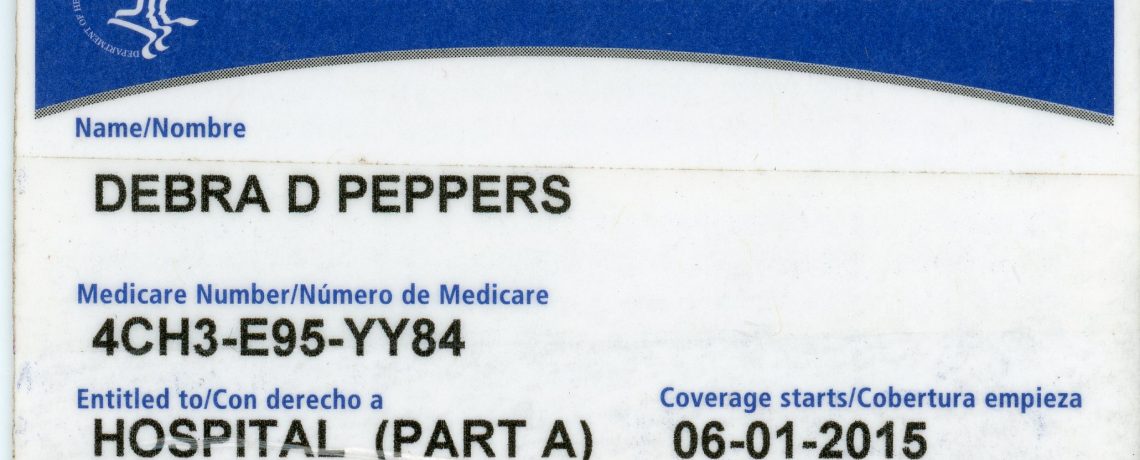 DEPARTMENT OF HE
Name/Nombre
DEBRA D PEPPERS
Medicare Number/Número de Medicare
4CH3-E95-YY84
Entitled to/Con derecho a Coverage starts/Cobertura empieza
HOSPITAL (PART A) 06-01-2015